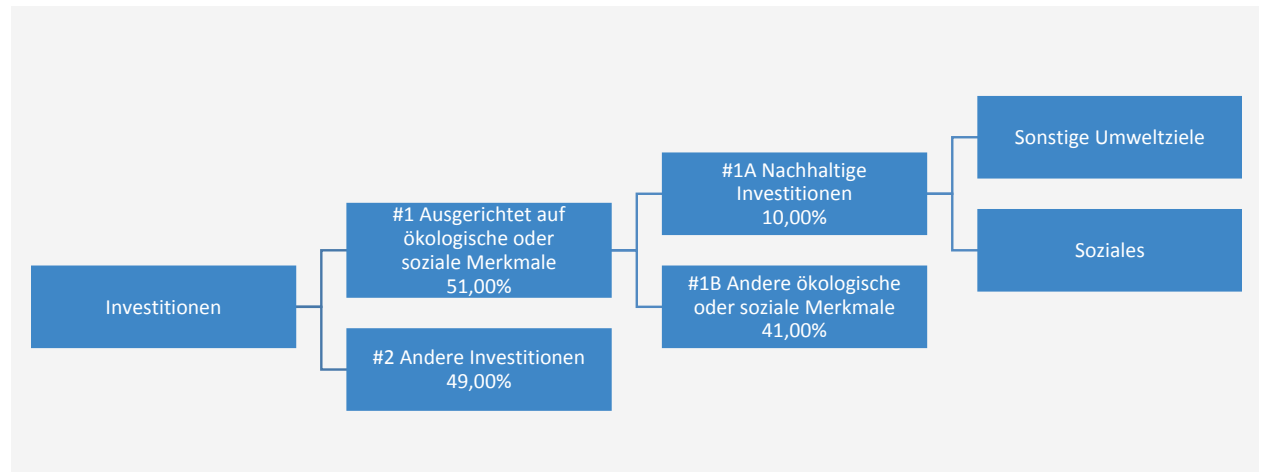 Investitionen
#1 Ausgerichtet auf
ökologische oder
soziale Merkmale
51,00%
#2 Andere Investitionen
49,00%
#1A Nachhaltige
Investitionen
10,00%
#1B Andere ökologische
oder soziale Merkmale
41,00%
Sonstige Umweltziele
Soziales